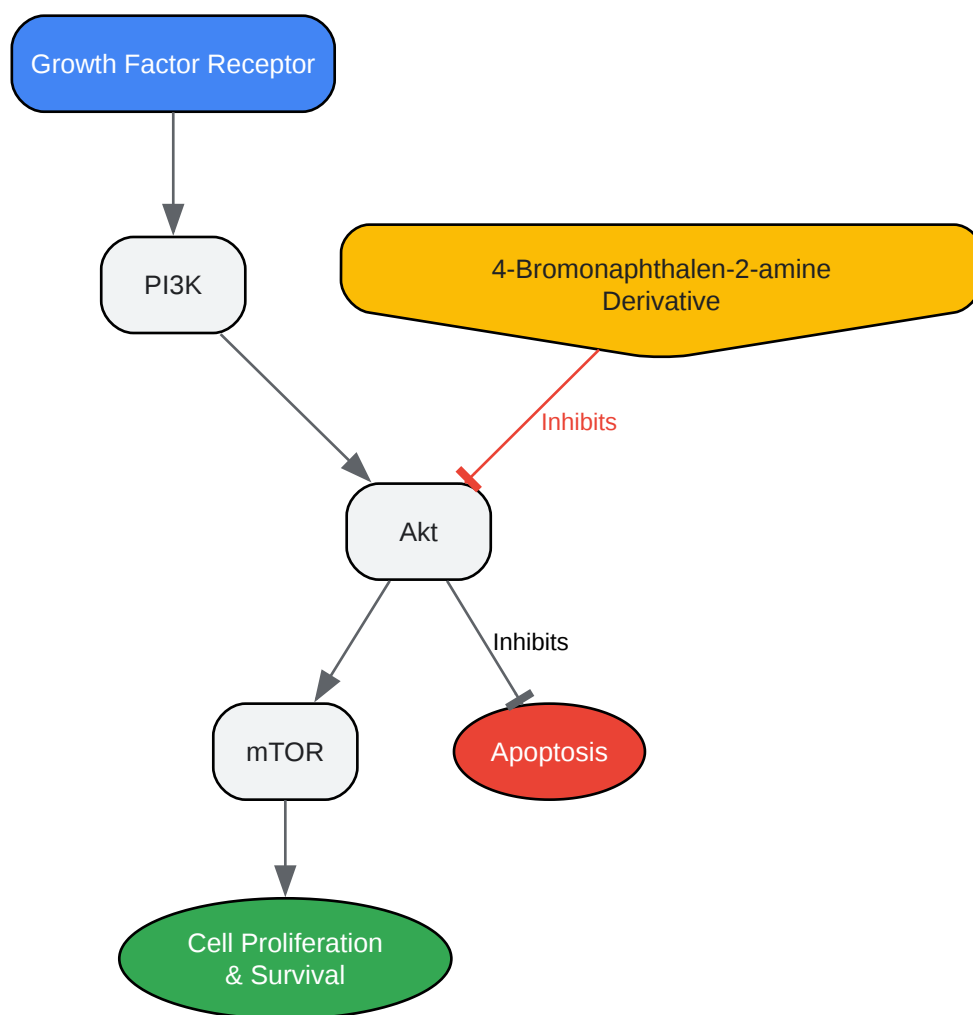 Growth Factor Receptor
PI3K
4-Bromonaphthalen-2-amine
Derivative
Inhibits
Akt
Inhibits
mTOR
Apoptosis
Cell Proliferation
& Survival